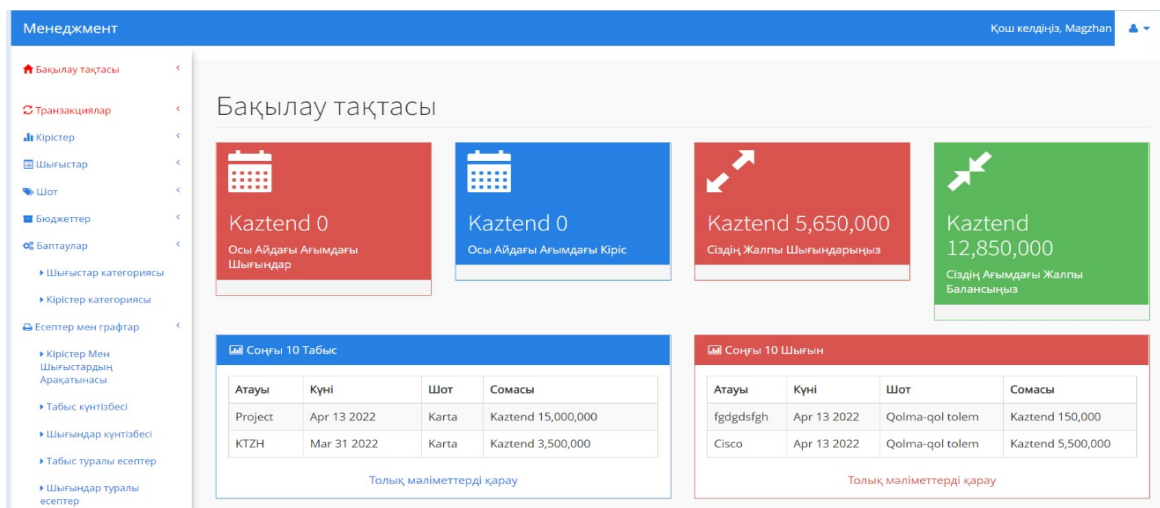 Менеджмент
Қош келдіңіз, Magzhan
Бақылау тақтасы
Транзакциялар
Кірістер
Шығыстар
Шот
Бюджеттер
Баптаулар
Шығыстар категориясы
Кірістер категориясы
Есептер мен графтар
Кірістер Мен
Шығыстардың
Арақатынасы
Табыс күнтізбесі
Шығындар күнтізбесі
Табыс туралы есептер
Шығындар туралы
есептер
Бақылау тақтасы
Kaztend 0
Осы Айдағы Ағымдағы
Шығындар
Kaztend 0
Осы Айдағы Ағымдағы Кіріс
Kaztend 5,650,000
Сіздің Жалпы Шығындарыңыз
Kaztend
12,850,000
Сіздің Ағымдағы Жалпы
Балансыңыз
Соңғы 10 Табыс
Атауы Күні Шот Сомасы
Project Apr 13 2022 Karta Kaztend 15,000,000
KTZH Mar 31 2022 Karta Kaztend 3,500,000
Толық мәліметтерді қарау
Соңғы 10 Шығын
Атауы Күні Шот Сомасы
fgdgdsfgh Apr 13 2022 Qolma-qol tolem Kaztend 150,000
Cisco Apr 13 2022 Qolma-qol tolem Kaztend 5,500,000
Толық мәліметтерді қарау